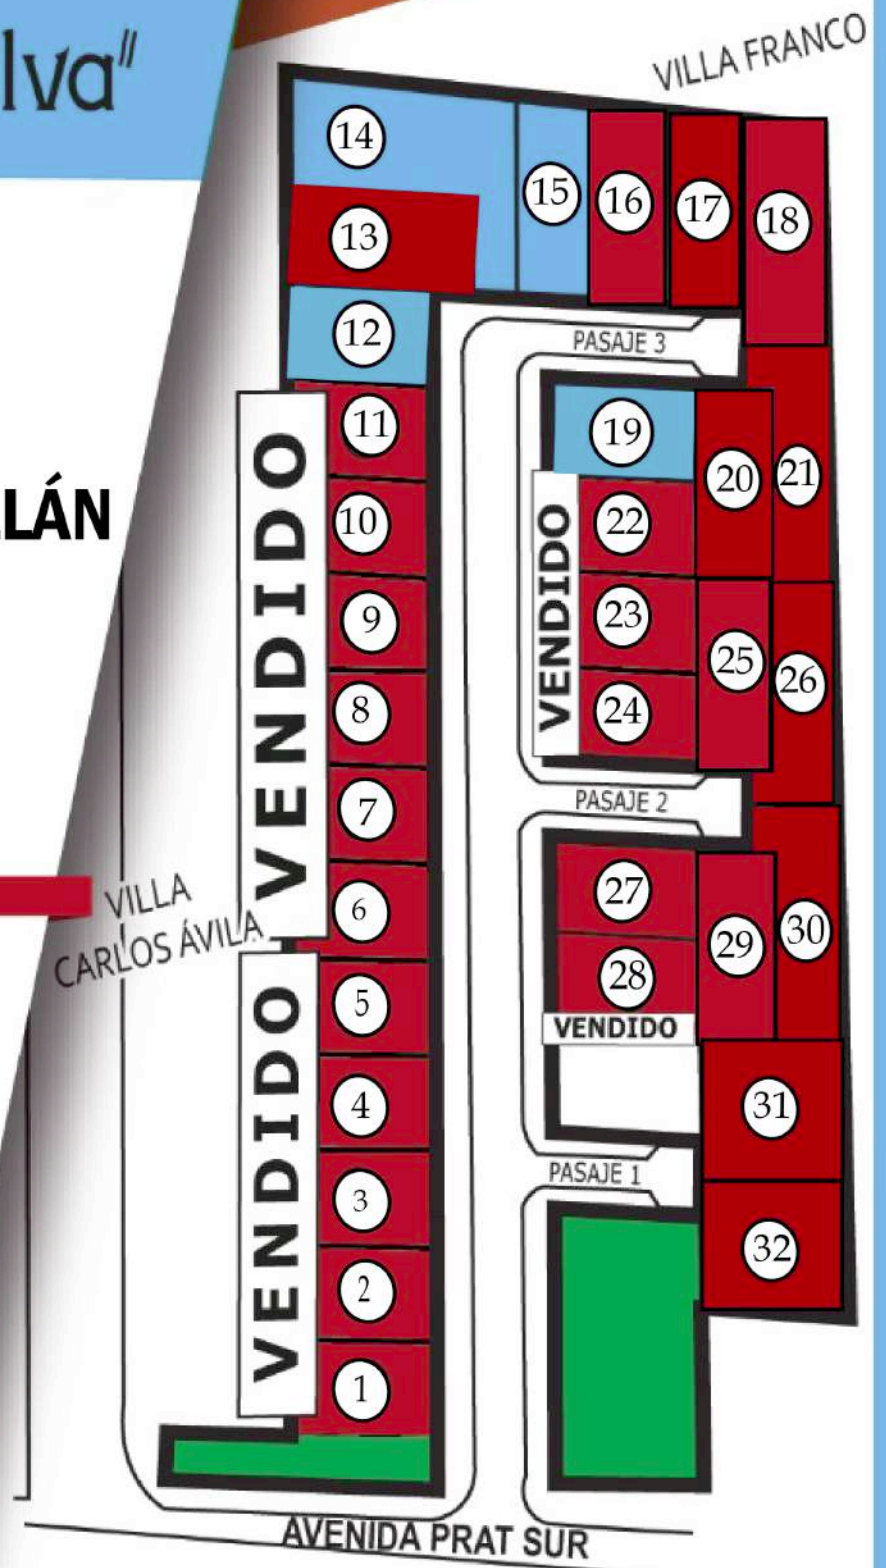 lva"
VILLA FRANCO
14
15
16
17
18
13
12
PASAJE 3
11
19
20
21
10
22
VENDIDO
VENDIDO
9
23
25
26
8
24
7
PASAJE 2
6
27
29
30
VILLA
CARLOS ÁVILA
LÁN
28
VENDIDO
5
VENDIDO
4
31
3
PASAJE 1
2
32
1
AVENIDA PRAT SUR